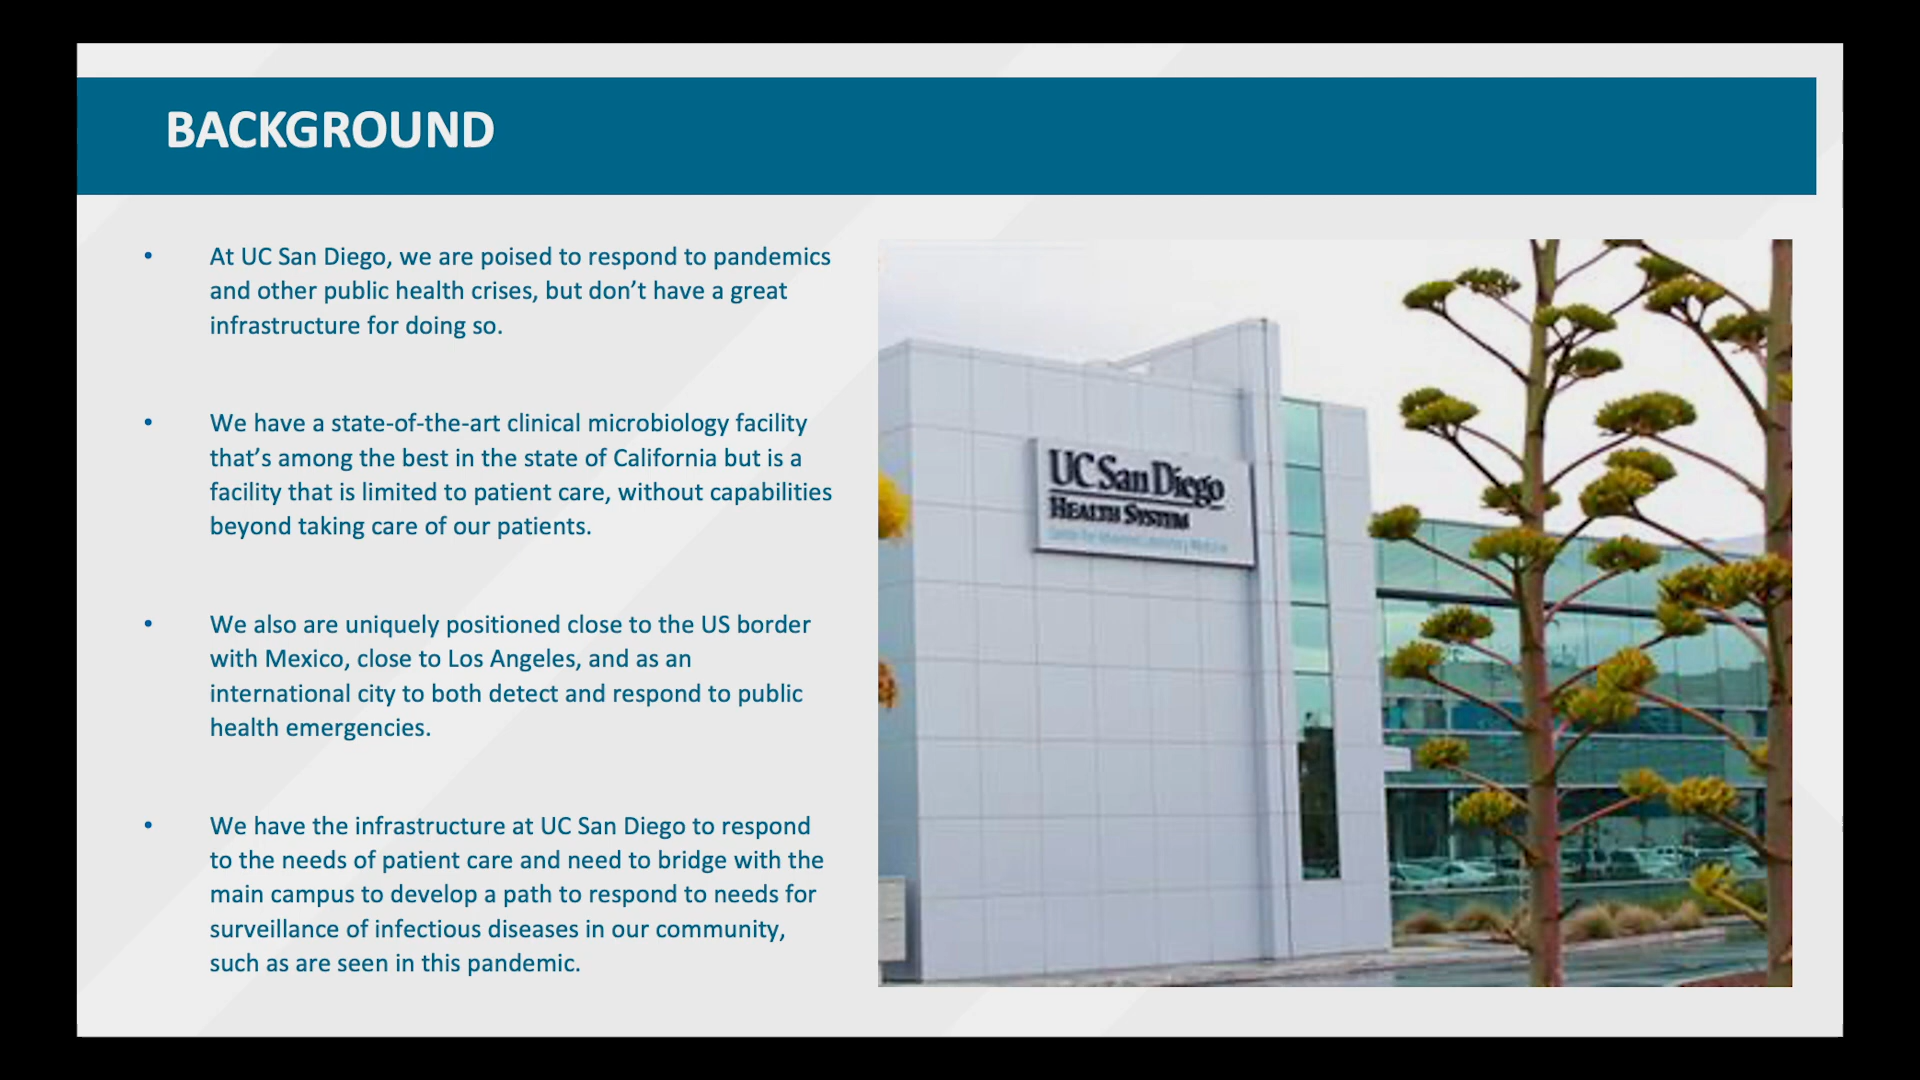 BACKGROUND
• At UC San Diego, we are poised to respond to pandemics
and other public health crises, but don’t have a great
infrastructure for doing so.
• We have a state-of-the-art clinical microbiology facility
that’s among the best in the state of California but is a
facility that is limited to patient care, without capabilities
beyond taking care of our patients.
• We also are uniquely positioned close to the US border
with Mexico, close to Los Angeles, and as an
international city to both detect and respond to public
health emergencies.
• We have the infrastructure at UC San Diego to respond
to the needs of patient care and need to bridge with the
main campus to develop a path to respond to needs for
surveillance of infectious diseases in our community,
such as are seen in this pandemic.
UC San Diego
HEALTH SYSTEM
Center for Advanced Laboratory Medicine